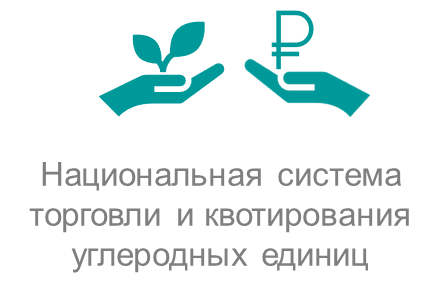 Национальная система
торговли и квотирования
углеродных единиц